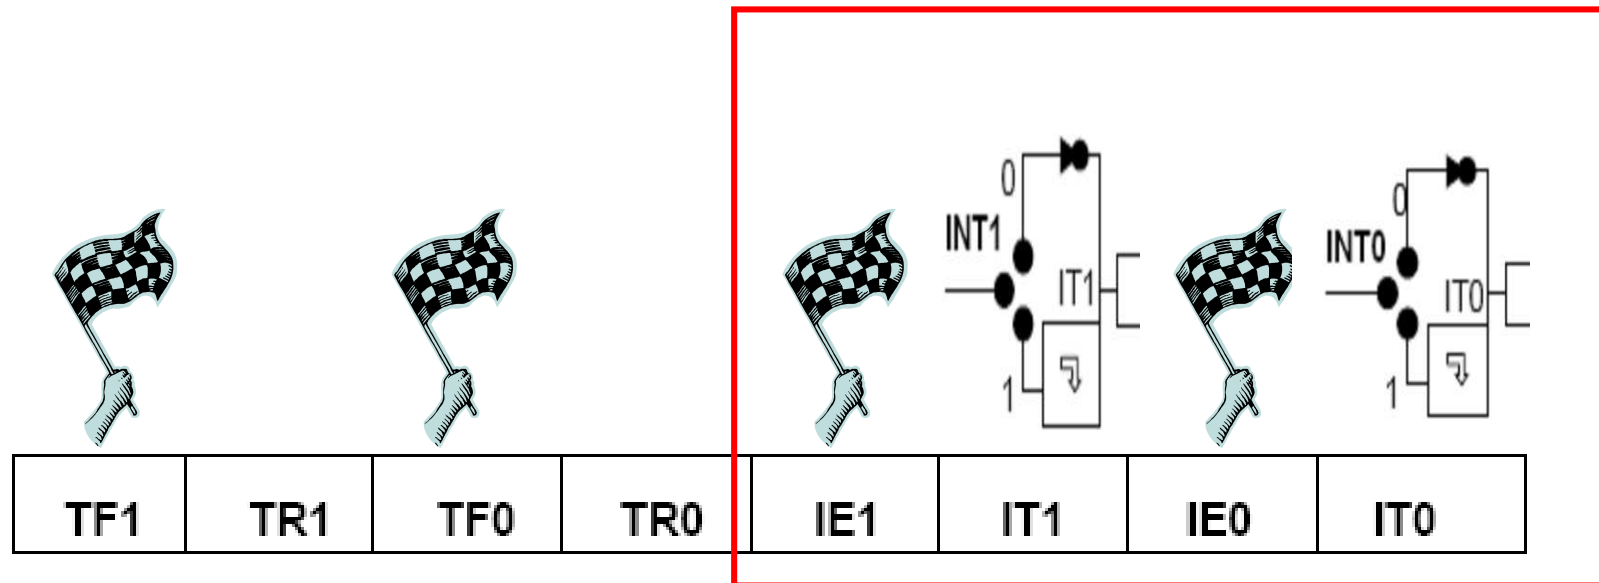 0
INT1
IT1
1
0
INT0
IT0
1
TF1 TR1 TF0 TR0 IE1 IT1 IE0 IT0